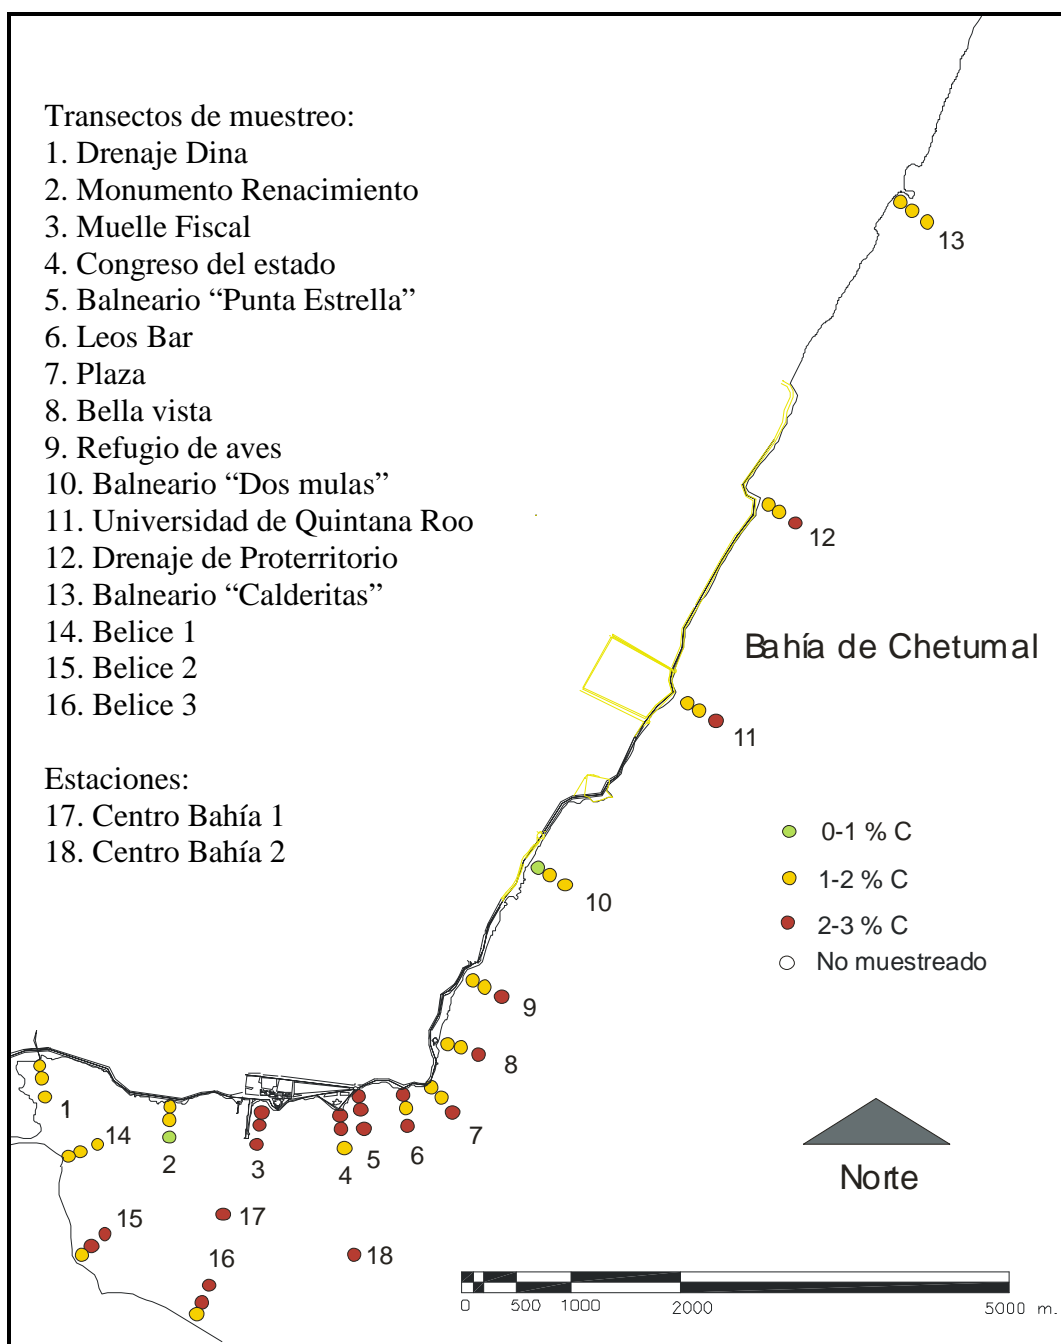 Transectos de muestreo:
1. Drenaje Dina
2. Monumento Renacimiento
3. Muelle Fiscal
4. Congreso del estado
5. Balneario “Punta Estrella”
6. Leos Bar
7. Plaza
8. Bella vista
9. Refugio de aves
10. Balneario “Dos mulas”
11. Universidad de Quintana Roo
12. Drenaje de Proterritorio
13. Balneario “Calderitas”
14. Belice 1
15. Belice 2
16. Belice 3
Estaciones:
17. Centro Bahía 1
18. Centro Bahía 2
13
12
Bahía de Chetumal
11
0-1 % C
1-2 % C
2-3 % C
No muestreado
10
9
8
7
1
2
3
4
5
6
14
15
16
17
18
Norte
0 500 1000 2000 5000 m.